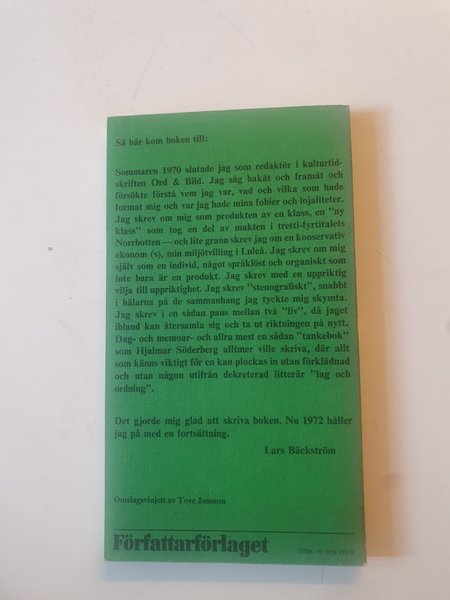 Så här kom boken till:
Sommaren 1970 slutade jag som redaktör i kulturtid-
skriften Ord & Bild. Jag såg bakåt och framåt och
försökte förstå vem jag var, vad och vilka som hade
format mig och var jag hade mina fobier och lojaliteter.
Jag skrev om mig som produkten av en klass, en "ny
klass" som tog en del av makten i tretti-fyrtitalets
Norrbotten — och lite grann skrev jag om en konservativ
ekonom (s), min miljötvilling i Luleå. Jag skrev om mig
själv som en individ, något språklöst och organiskt som
inte bara är en produkt. Jag skrev med en uppriktig
vilja till uppriktighet. Jag skrev "stenografiskt", snabbt
i hälarna på de sammanhang jag tyckte mig skymta.
Jag skrev i en sådan paus mellan två "liv", då jaget
ibland kan återsamla sig och ta ut riktningen på nytt.
Dag- och memoar- och allra mest en sådan "tankebok"
som Hjalmar Söderberg alltmer ville skriva, där allt
som känns viktigt för en kan plockas in utan förklädnad
och utan någon utifrån dekreterad litterär "lag och
ordning".
Det gjorde mig glad att skriva boken. Nu 1972 håller
jag på med en fortsättning.
Lars Bäckström
Omslagsvinjett av Tove Jansson
Författarförlaget
ISBN 91